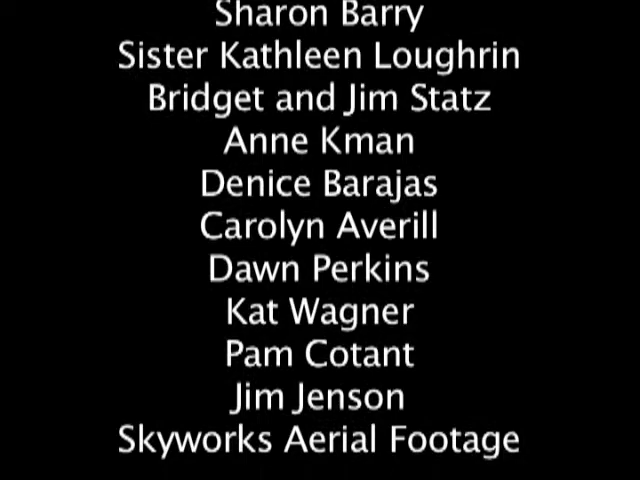 Sharon Barry
Sister Kathleen Loughrin
Bridget and Jim Statz
Anne Kman
Denice Barajas
Carolyn Averill
Dawn Perkins
Kat Wagner
Pam Cotant
Jim Jenson
Skyworks Aerial Footage